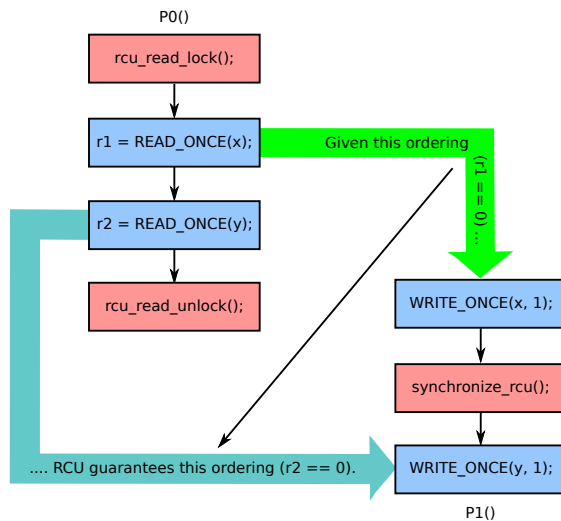 P0()
rcu_read_lock();
r1 = READ_ONCE(x);
Given this ordering
(r1 == 0) ...
r2 = READ_ONCE(y);
rcu_read_unlock();
WRITE_ONCE(x, 1);
synchronize_rcu();
.... RCU guarantees this ordering (r2 == 0).
WRITE_ONCE(y, 1);
P1()